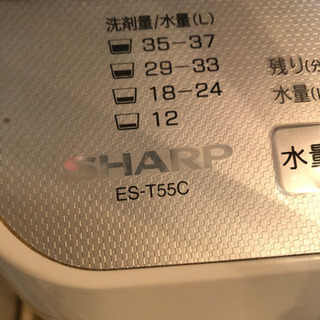 洗剤量/水量(L)
35-37
29-33
18-24
12
残り(分
水量(L
水量
SHARP
ES-T55C